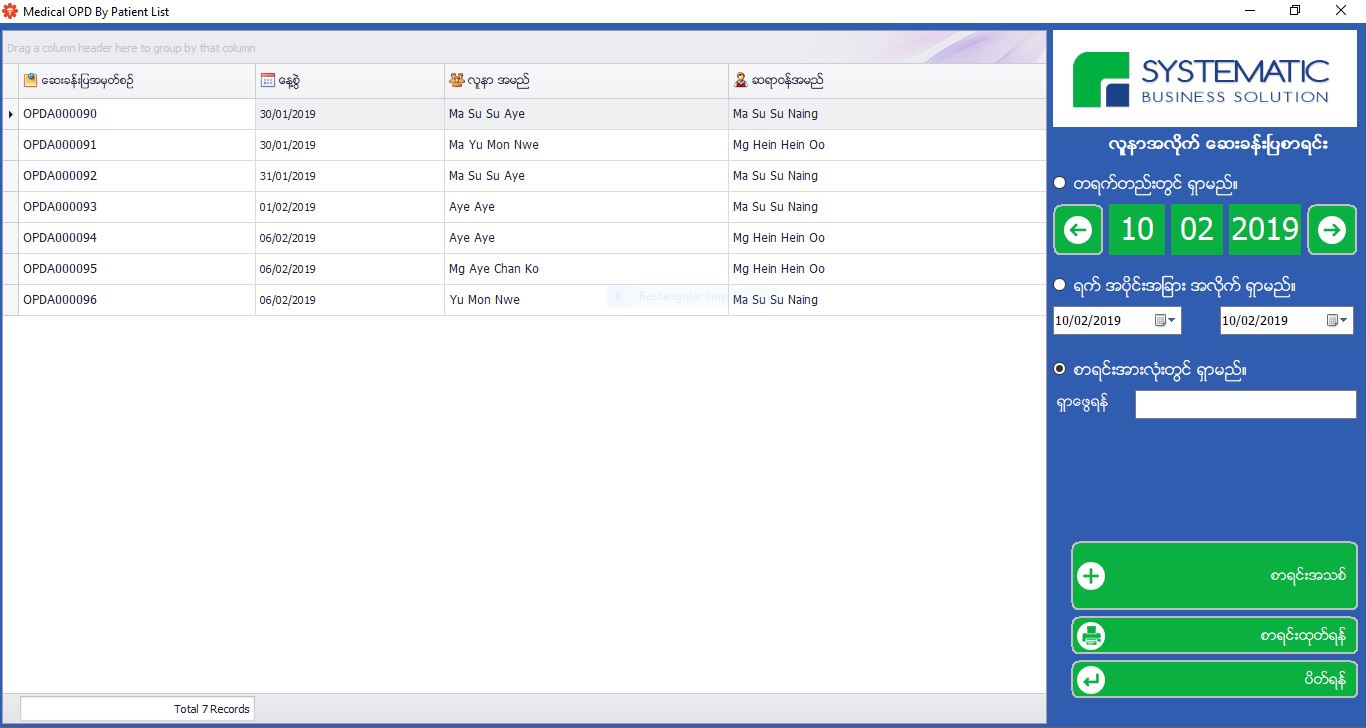 Medical OPD By Patient List
Drag a column header here to group by that column
ဆေးခန်းပြအမှတ်စဉ် နေ့စွဲ လူနာ အမည် ဆရာဝန်အမည်
OPDA000090 30/01/2019 Ma Su Su Aye Ma Su Su Naing
OPDA000091 30/01/2019 Ma Yu Mon Nwe Mg Hein Hein Oo
OPDA000092 31/01/2019 Ma Su Su Aye Ma Su Su Naing
OPDA000093 01/02/2019 Aye Aye Ma Su Su Naing
OPDA000094 06/02/2019 Aye Aye Mg Hein Hein Oo
OPDA000095 06/02/2019 Mg Aye Chan Ko Mg Hein Hein Oo
OPDA000096 06/02/2019 Yu Mon Nwe Ma Su Su Naing
Rectangular Snip
Total 7 Records
SYSTEMATIC
BUSINESS SOLUTION
လူနာအလိုက် ဆေးခန်းပြစာရင်း
တရက်တည်းတွင် ရှာမည်။
10 02 2019
ရက် အပိုင်းအခြား အလိုက် ရှာမည်။
10/02/2019 10/02/2019
စာရင်းအားလုံးတွင် ရှာမည်။
ရှာဖွေရန်
စာရင်းအသစ်
စာရင်းထုတ်ရန်
ပိတ်ရန်